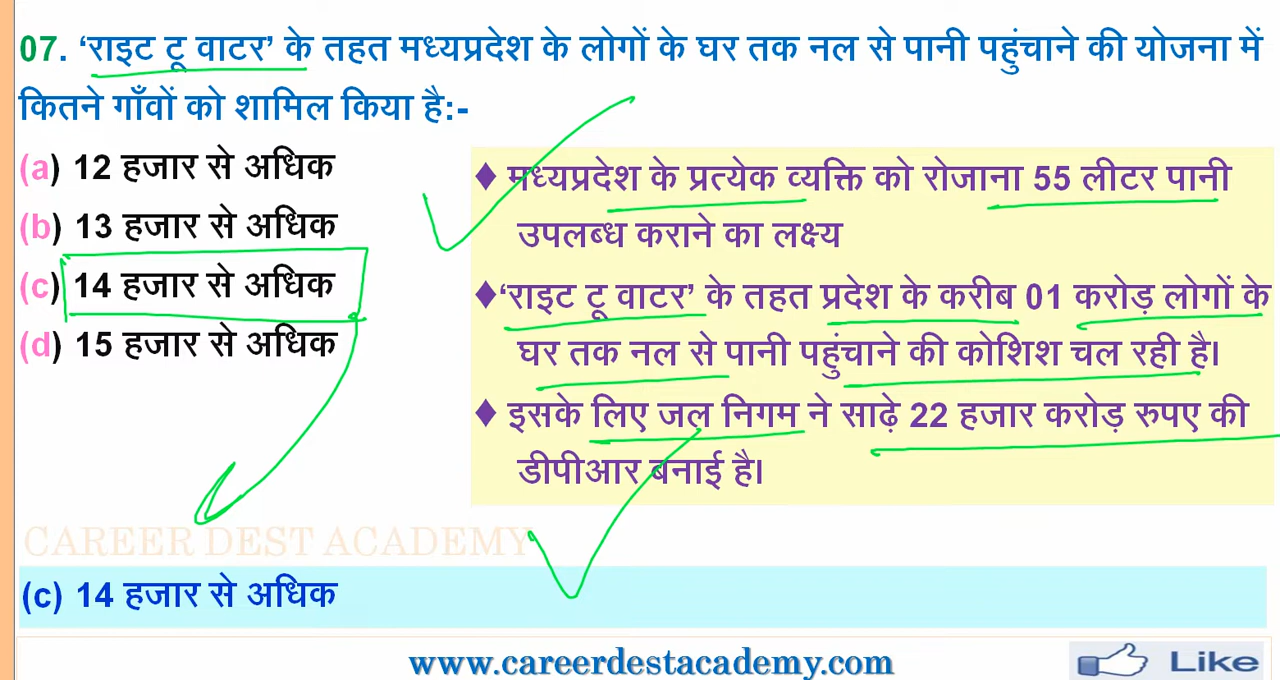 07. ‘राइट टू वाटर’ के तहत मध्यप्रदेश के लोगों के घर तक नल से पानी पहुंचाने की योजना में
कितने गाँवों को शामिल किया है:-
(a) 12 हजार से अधिक
(b) 13 हजार से अधिक
(c) 14 हजार से अधिक
(d) 15 हजार से अधिक
♦ मध्यप्रदेश के प्रत्येक व्यक्ति को रोजाना 55 लीटर पानी
उपलब्ध कराने का लक्ष्य
♦‘राइट टू वाटर’ के तहत प्रदेश के करीब 01 करोड़ लोगों के
घर तक नल से पानी पहुंचाने की कोशिश चल रही है।
♦ इसके लिए जल निगम ने साढ़े 22 हजार करोड़ रुपए की
डीपीआर बनाई है।
CAREER DEST ACADEMY
(c) 14 हजार से अधिक
www.careerdestacademy.com
Like